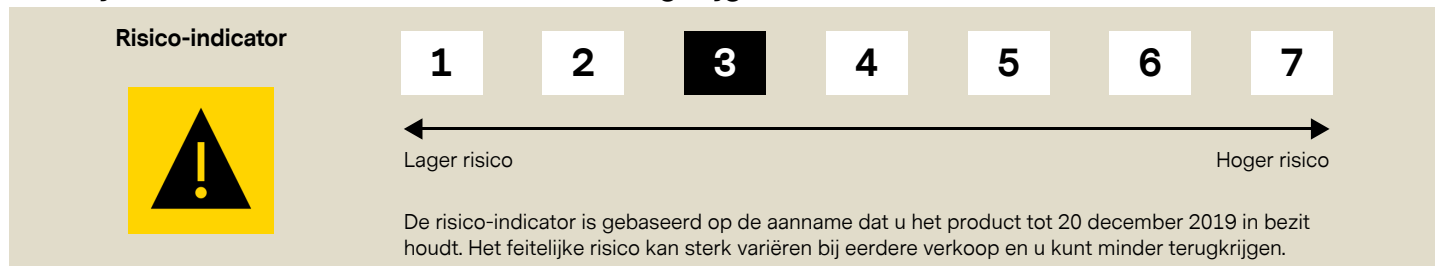 Risico-indicator
1 2 3 4 5 6 7
Lager risico Hoger risico
De risico-indicator is gebaseerd op de aanname dat u het product tot 20 december 2019 in bezit
houdt. Het feitelijke risico kan sterk variëren bij eerdere verkoop en u kunt minder terugkrijgen.